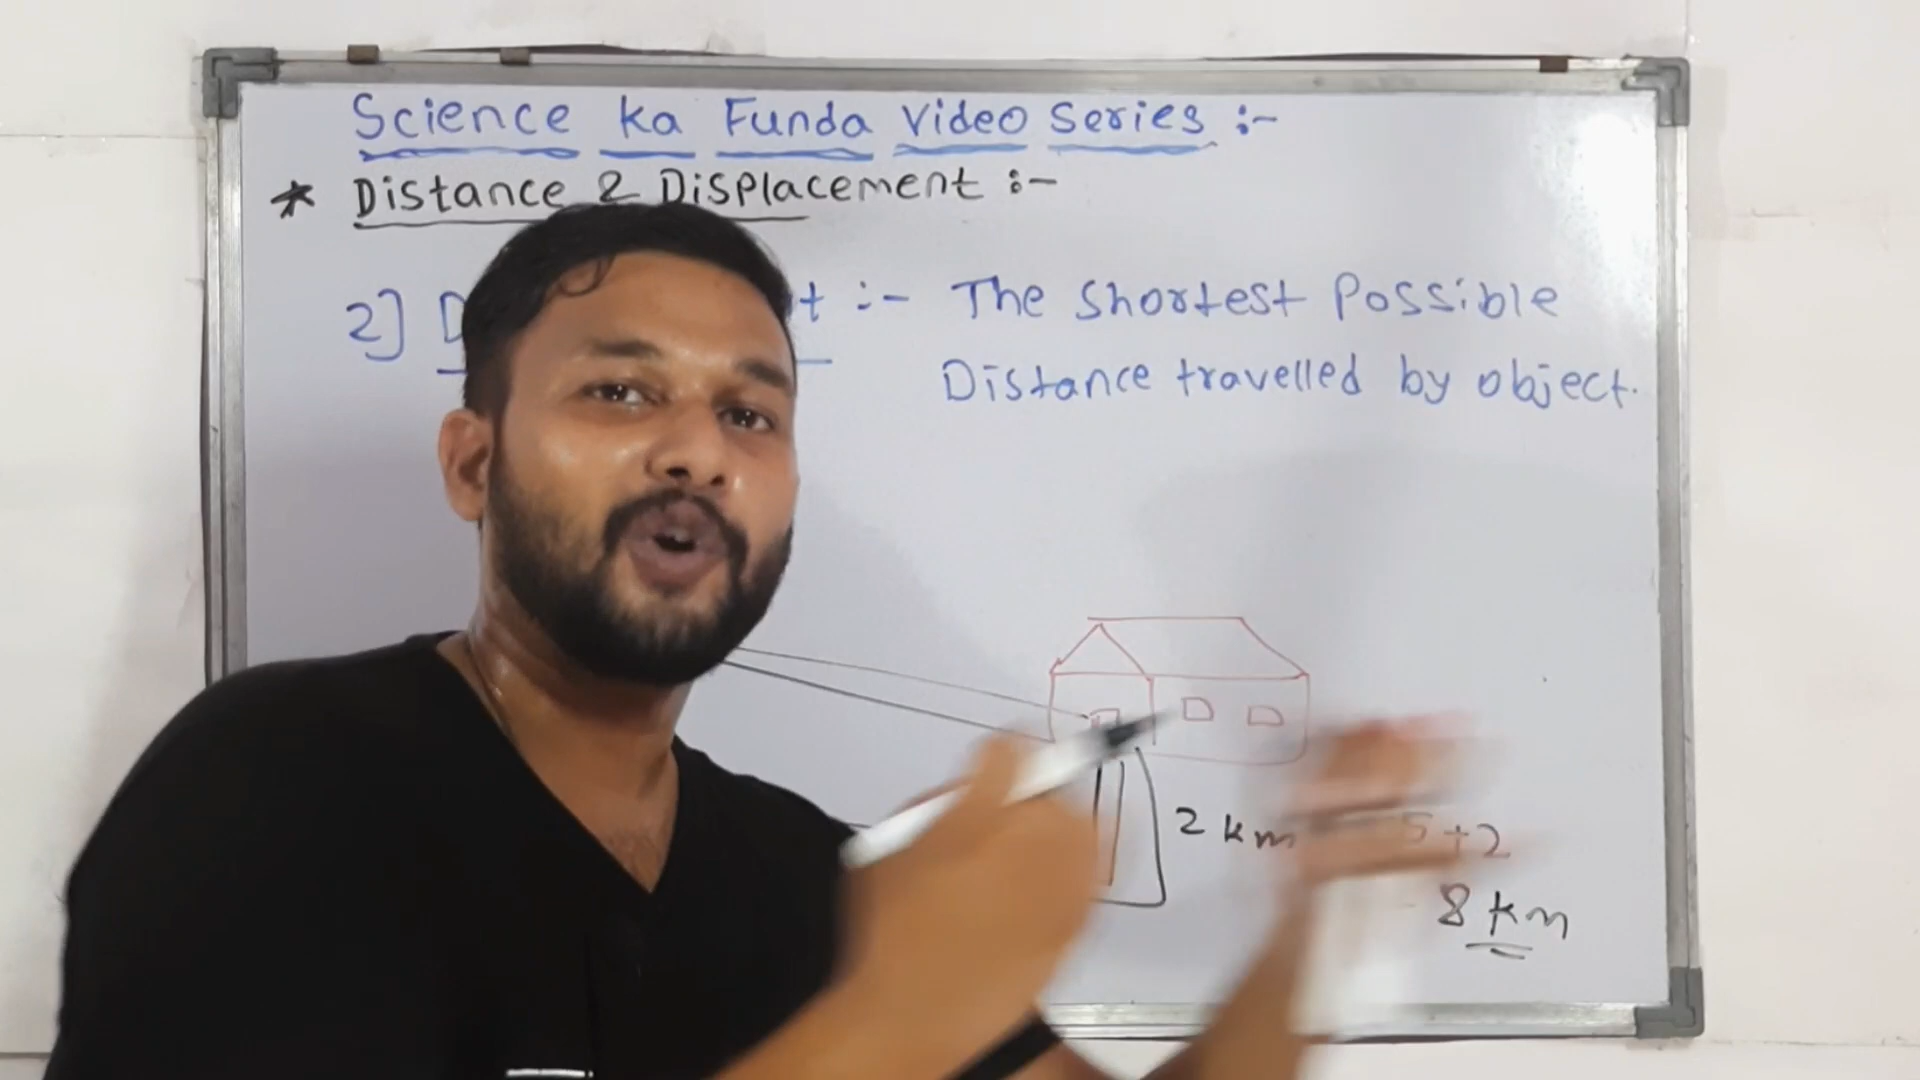 Science ka Funda Video Series :-
* Distance & Displacement :-
2] :- The Shortest Possible
Distance travelled by object.
2 km 5+2
8 km